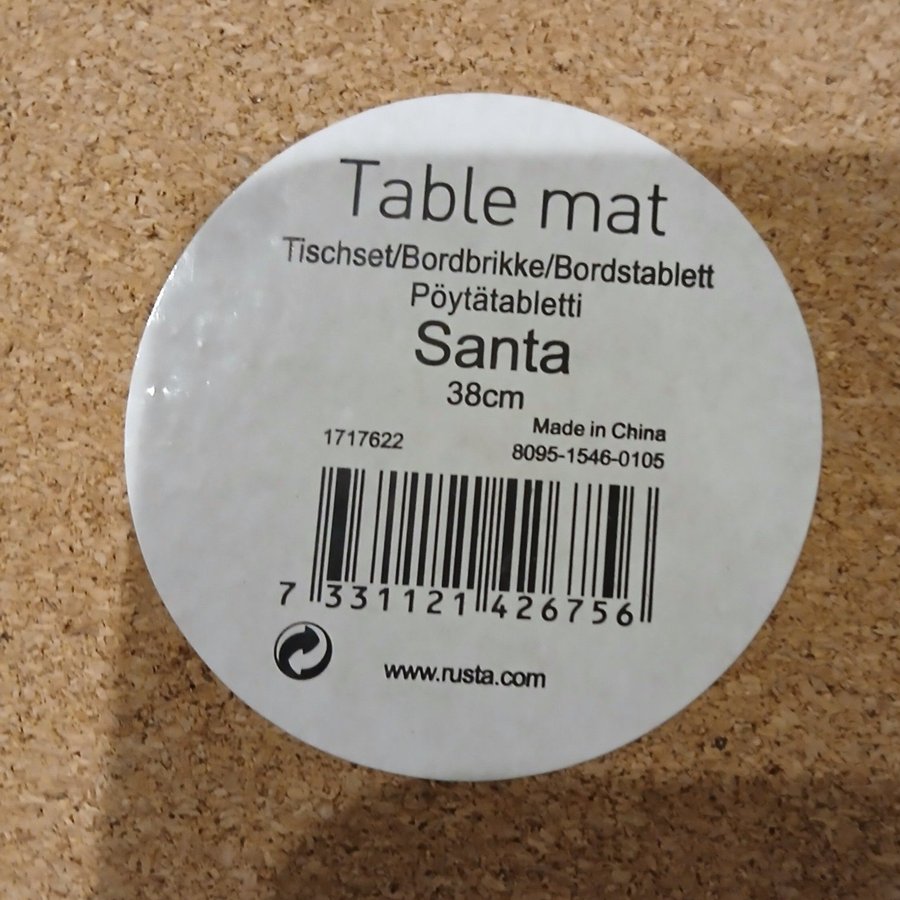 Table mat
Tischset/Bordbrikke/Bordstablett
Pöytätabletti
Santa
38cm
1717622
Made in China
8095-1546-0105
7 331121 426756
www.rusta.com